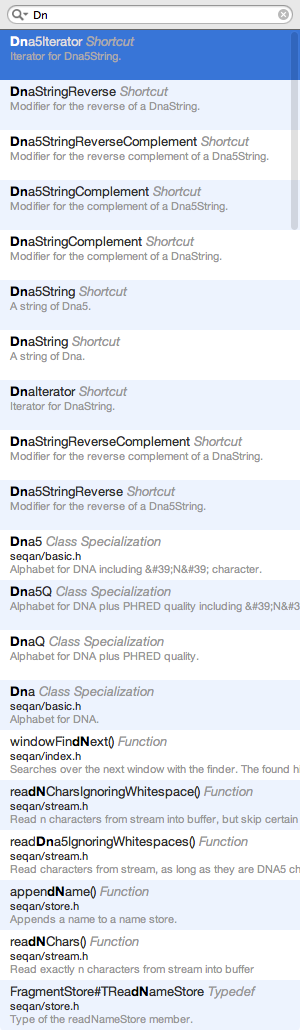 Dn
Dna5Iterator Shortcut
Iterator for Dna5String.
DnaStringReverse Shortcut
Modifier for the reverse of a DnaString.
Dna5StringReverseComplement Shortcut
Modifier for the reverse complement of a Dna5String.
Dna5StringComplement Shortcut
Modifier for the complement of a Dna5String.
DnaStringComplement Shortcut
Modifier for the complement of a DnaString.
Dna5String Shortcut
A string of Dna5.
DnaString Shortcut
A string of Dna.
DnaIterator Shortcut
Iterator for DnaString.
DnaStringReverseComplement Shortcut
Modifier for the reverse complement of a DnaString.
Dna5StringReverse Shortcut
Modifier for the reverse of a Dna5String.
Dna5 Class Specialization
seqan/basic.h
Alphabet for DNA including &#39;N&#39; character.
Dna5Q Class Specialization
Alphabet for DNA plus PHRED quality including &#39;N&#3
DnaQ Class Specialization
Alphabet for DNA plus PHRED quality.
Dna Class Specialization
seqan/basic.h
Alphabet for DNA.
windowFindNext() Function
seqan/index.h
Searches over the next window with the finder. The found h
readNCharsIgnoringWhitespace() Function
seqan/stream.h
Read n characters from stream into buffer, but skip certain
readDna5IgnoringWhitespaces() Function
seqan/stream.h
Read characters from stream, as long as they are DNA5 ch
appendName() Function
seqan/store.h
Appends a name to a name store.
readNChars() Function
seqan/stream.h
Read exactly n characters from stream into buffer
FragmentStore#TReadNameStore Typedef
seqan/store.h
Type of the readNameStore member.